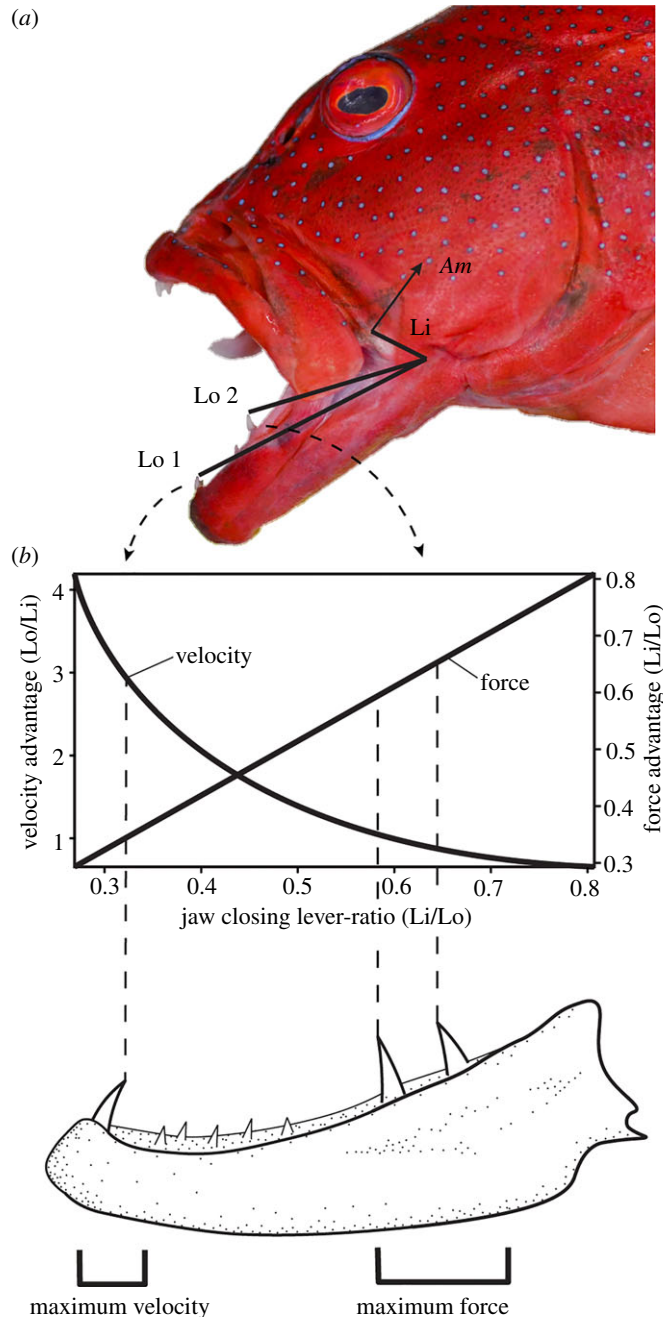 (a)
Am
Li
Lo 2
Lo 1
(b)
velocity advantage (Lo/Li)
4
3
2
1
velocity
force
0.8
0.7
0.6
0.5
0.4
0.3
force advantage (Li/Lo)
0.3 0.4 0.5 0.6 0.7 0.8
jaw closing lever-ratio (Li/Lo)
maximum velocity maximum force